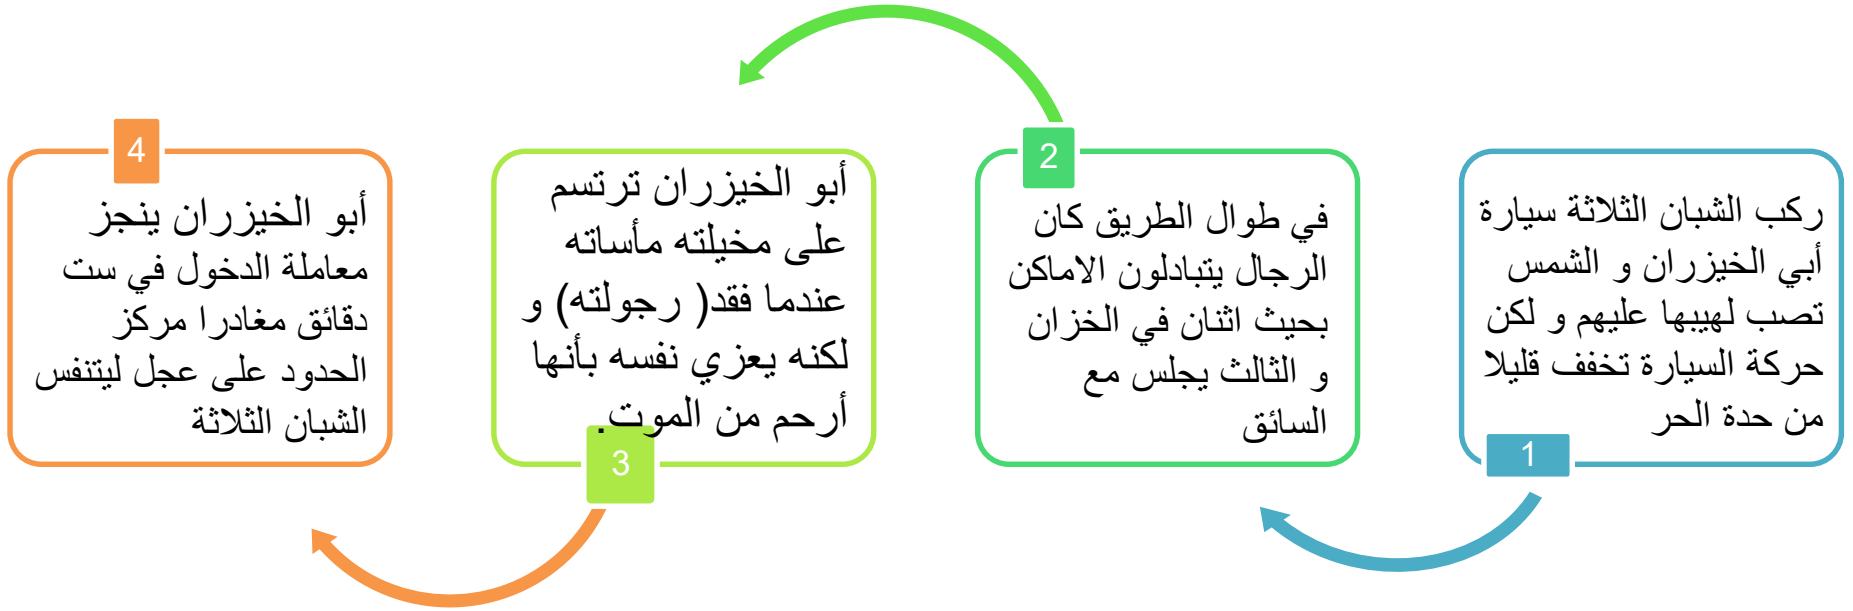 ركب الشبان الثلاثة سيارة
أبي الخيزران و الشمس
تصب لهيبها عليهم و لكن
حركة السيارة تخفف قليلا
من حدة الحر
1
2
في طوال الطريق كان
الرجال يتبادلون الاماكن
بحيث اثنان في الخزان
و الثالث يجلس مع
السائق
أبو الخيزران ترتسم
على مخيلته مأساته
عندما فقد( رجولته) و
لكنه يعزي نفسه بأنها
أرحم من الموت.
3
4
أبو الخيزران ينجز
معاملة الدخول في ست
دقائق مغادرا مركز
الحدود على عجل ليتنفس
الشبان الثلاثة